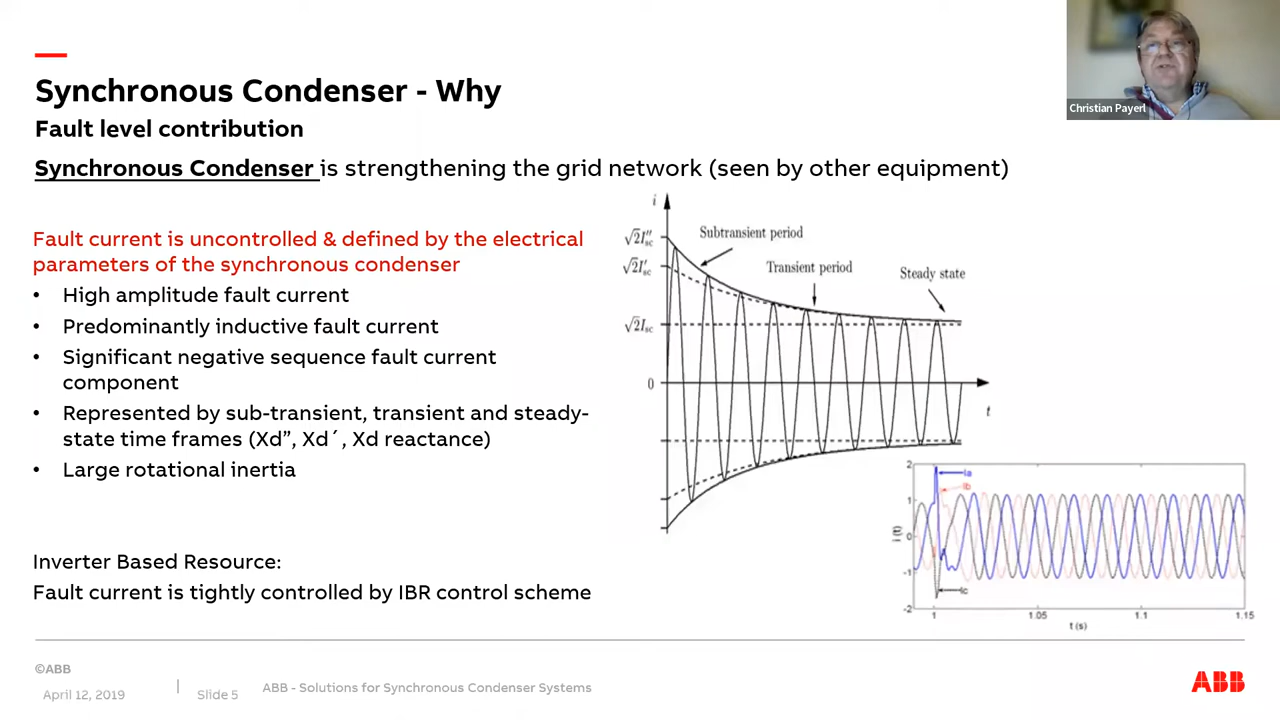 Synchronous Condenser - Why
Fault level contribution
Synchronous Condenser is strengthening the grid network (seen by other equipment)
Christian Payerl
Fault current is uncontrolled & defined by the electrical
parameters of the synchronous condenser
• High amplitude fault current
• Predominantly inductive fault current
• Significant negative sequence fault current
component
• Represented by sub-transient, transient and steady-
state time frames (Xd”, Xd´, Xd reactance)
• Large rotational inertia
Inverter Based Resource:
Fault current is tightly controlled by IBR control scheme
i
√2I″sc
√2I′sc
√2Isc
0
Subtransient period
Transient period
Steady state
t
2
1
0
-1
-2
i (t)
Ia
Ib
Ic
1
1.05
1.1
1.15
t (s)
©ABB
April 12, 2019
Slide 5
ABB - Solutions for Synchronous Condenser Systems
ABB